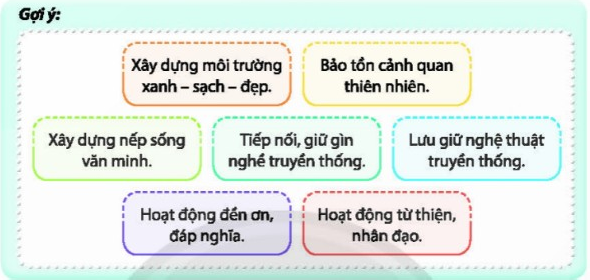 Gợi ý:
Xây dựng môi trường
xanh – sạch – đẹp.
Bảo tồn cảnh quan
thiên nhiên.
Xây dựng nếp sống
văn minh.
Tiếp nối, giữ gìn
nghề truyền thống.
Lưu giữ nghệ thuật
truyền thống.
Hoạt động đền ơn,
đáp nghĩa.
Hoạt động từ thiện,
nhân đạo.